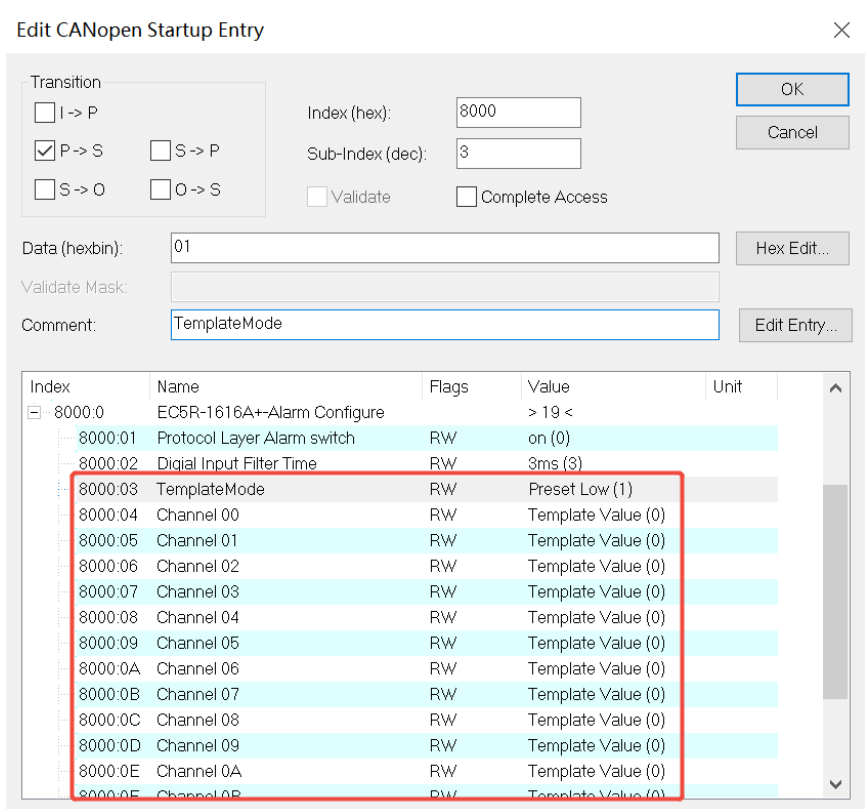 Edit CANopen Startup Entry
Transition
I -> P
P -> S
S -> P
S -> O
O -> S
Index (hex):
8000
Sub-Index (dec):
3
Validate
Complete Access
OK
Cancel
Data (hexbin):
01
Hex Edit...
Validate Mask:
Comment:
TemplateMode
Edit Entry...
Index Name Flags Value Unit
8000:0 EC5R-1616A+-Alarm Configure > 19 <
8000:01 Protocol Layer Alarm switch RW on (0)
8000:02 Digial Input Filter Time RW 3ms (3)
8000:03 TemplateMode RW Preset Low (1)
8000:04 Channel 00 RW Template Value (0)
8000:05 Channel 01 RW Template Value (0)
8000:06 Channel 02 RW Template Value (0)
8000:07 Channel 03 RW Template Value (0)
8000:08 Channel 04 RW Template Value (0)
8000:09 Channel 05 RW Template Value (0)
8000:0A Channel 06 RW Template Value (0)
8000:0B Channel 07 RW Template Value (0)
8000:0C Channel 08 RW Template Value (0)
8000:0D Channel 09 RW Template Value (0)
8000:0E Channel 0A RW Template Value (0)
8000:0F Channel 0B RW Template Value (0)